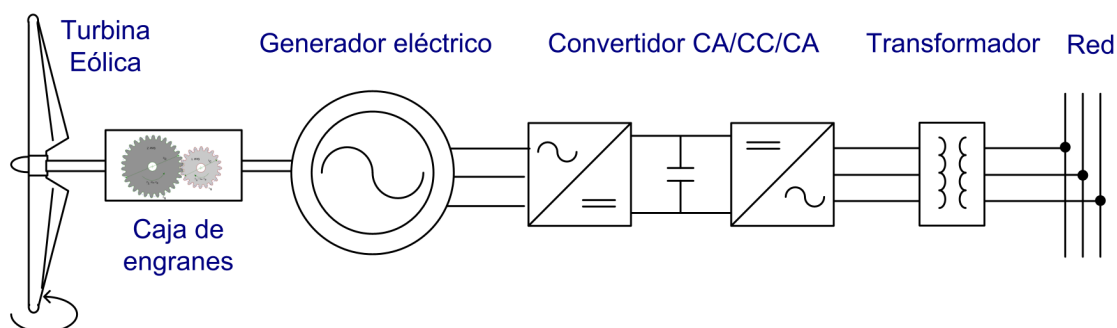 Turbina
Eólica
Generador eléctrico
Convertidor CA/CC/CA
Transformador
Red
Caja de
engranes